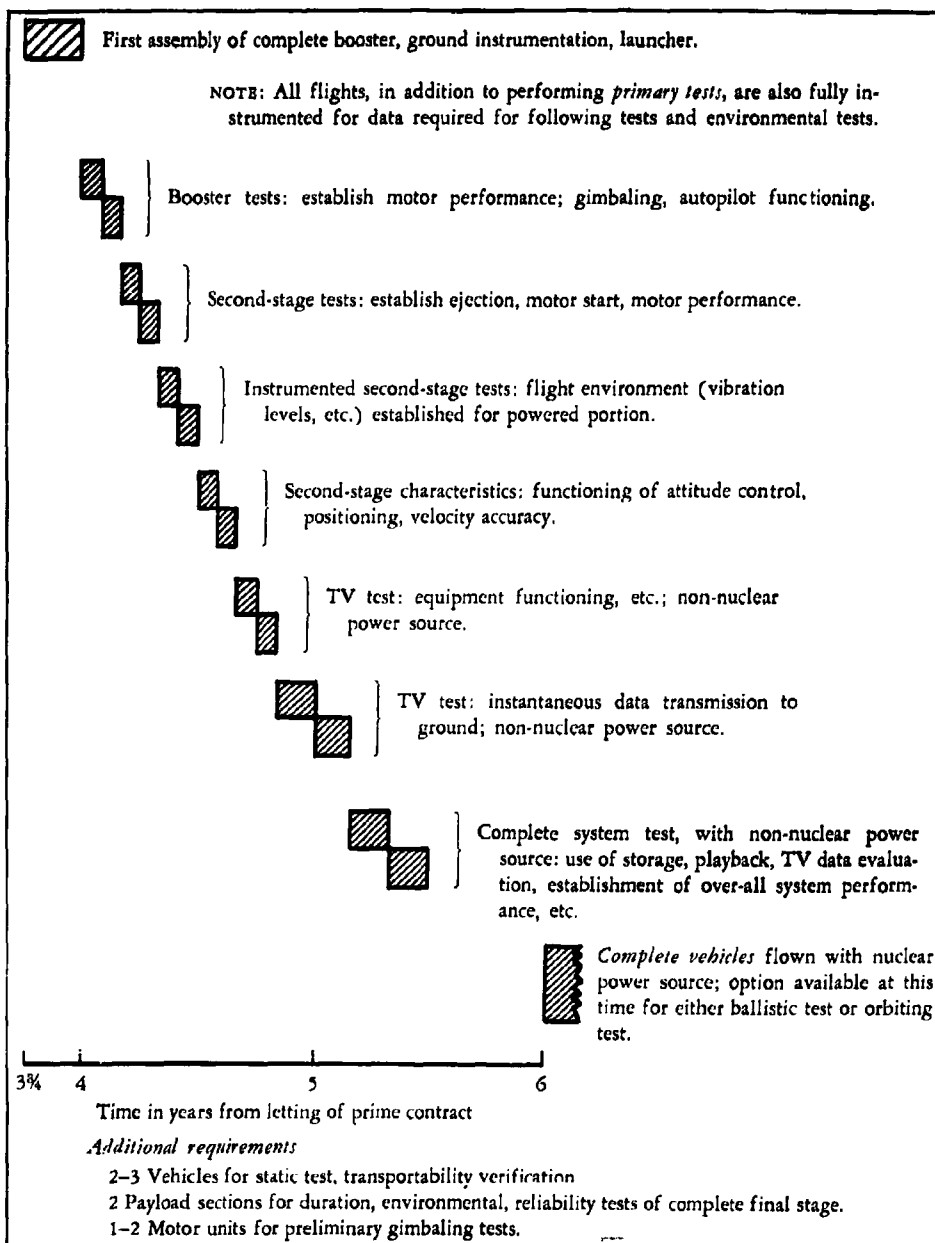 First assembly of complete booster, ground instrumentation, launcher.
NOTE: All flights, in addition to performing primary tests, are also fully in-
strumented for data required for following tests and environmental tests.
Booster tests: establish motor performance; gimbaling, autopilot functioning.
Second-stage tests: establish ejection, motor start, motor performance.
Instrumented second-stage tests: flight environment (vibration
levels, etc.) established for powered portion.
Second-stage characteristics: functioning of attitude control,
positioning, velocity accuracy.
TV test: equipment functioning, etc.; non-nuclear
power source.
TV test: instantaneous data transmission to
ground; non-nuclear power source.
Complete system test, with non-nuclear power
source: use of storage, playback, TV data evalua-
tion, establishment of over-all system perform-
ance, etc.
Complete vehicles flown with nuclear
power source; option available at this
time for either ballistic test or orbiting
test.
3¾ 4 5 6
Time in years from letting of prime contract
Additional requirements
2–3 Vehicles for static test, transportability verification
2 Payload sections for duration, environmental, reliability tests of complete final stage.
1–2 Motor units for preliminary gimbaling tests.